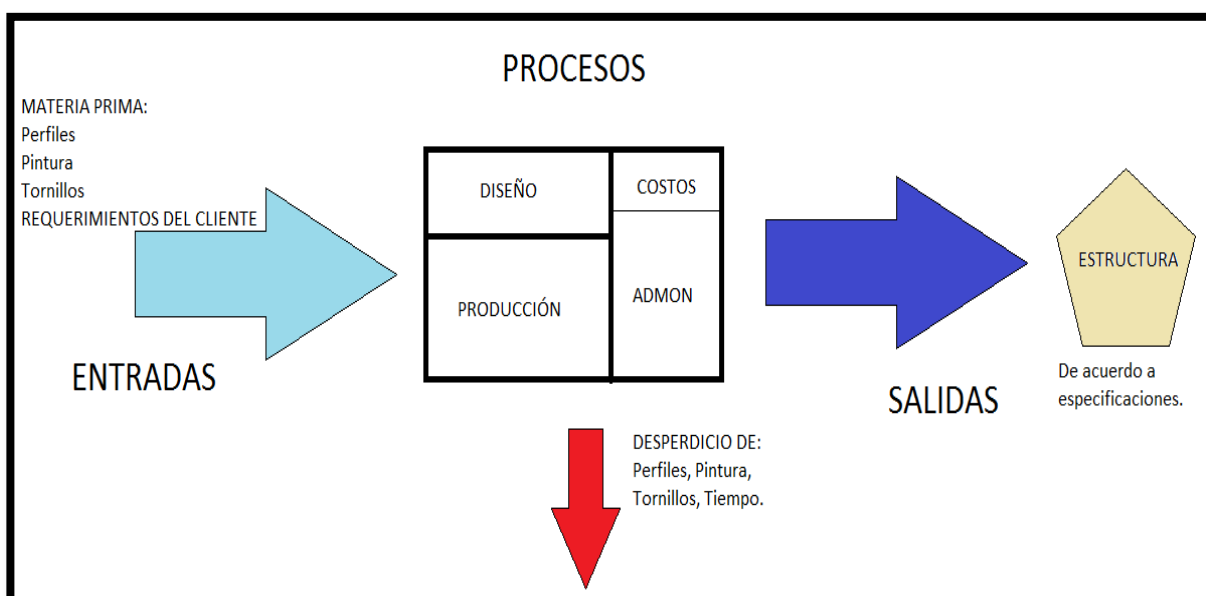 PROCESOS
MATERIA PRIMA:
Perfiles
Pintura
Tornillos
REQUERIMIENTOS DEL CLIENTE
ENTRADAS
DISEÑO
COSTOS
PRODUCCIÓN
ADMON
SALIDAS
ESTRUCTURA
De acuerdo a
especificaciones.
DESPERDICIO DE:
Perfiles, Pintura,
Tornillos, Tiempo.